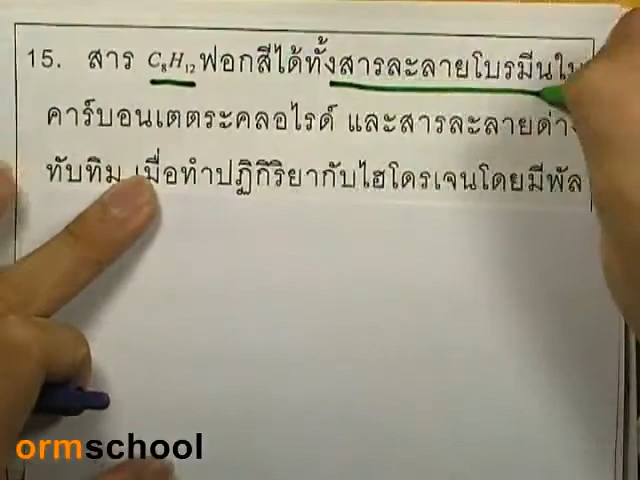 15. สาร C₈H₁₂ ฟอกสีได้ทั้งสารละลายโบรมีนใน
คาร์บอนเตตระคลอไรด์ และสารละลายด่าง
ทับทิม เมื่อทำปฏิกิริยากับไฮโดรเจนโดยมีพัล
ormschool